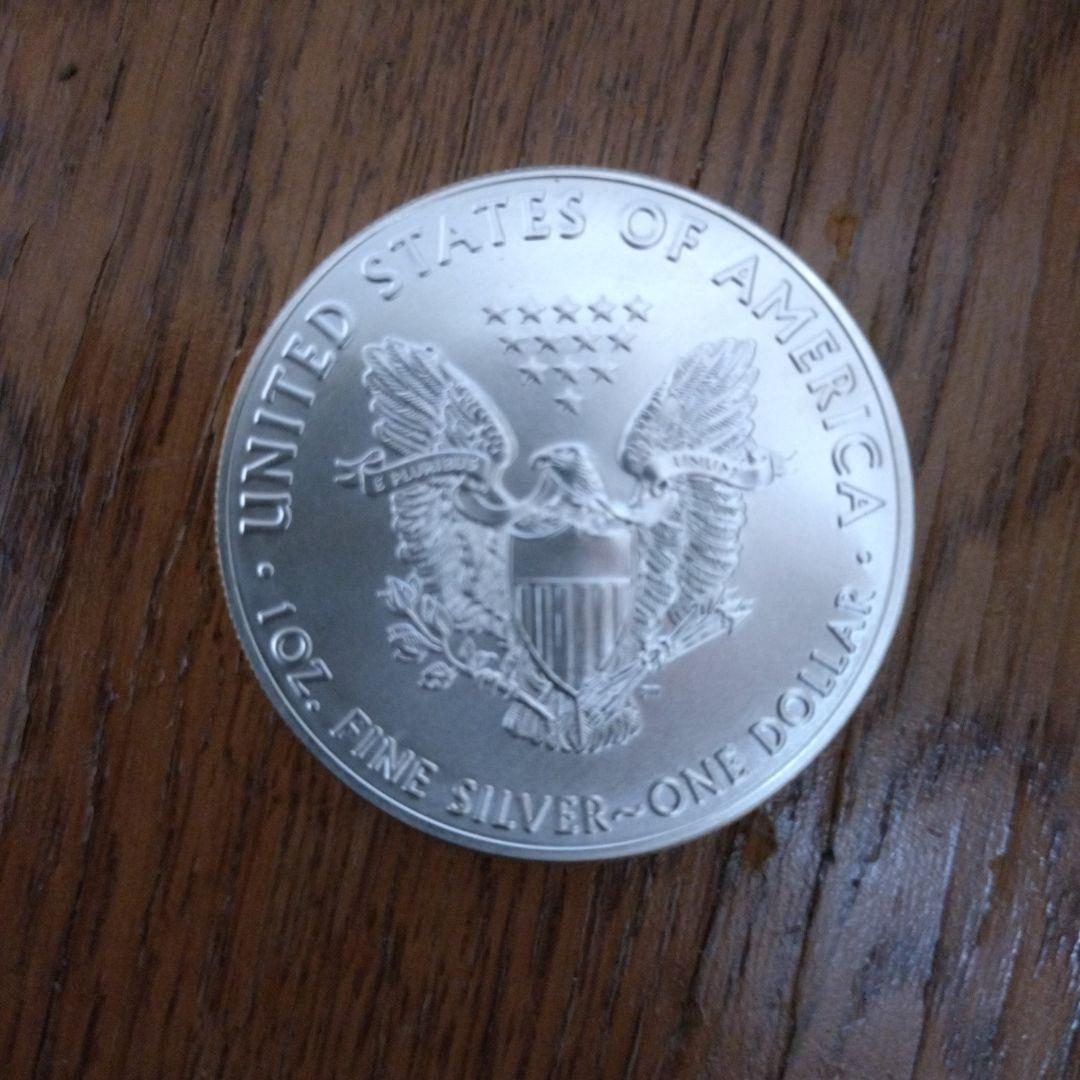 UNITED STATES OF AMERICA
E PLURIBUS UNUM
• 1 OZ. FINE SILVER~ONE DOLLAR •